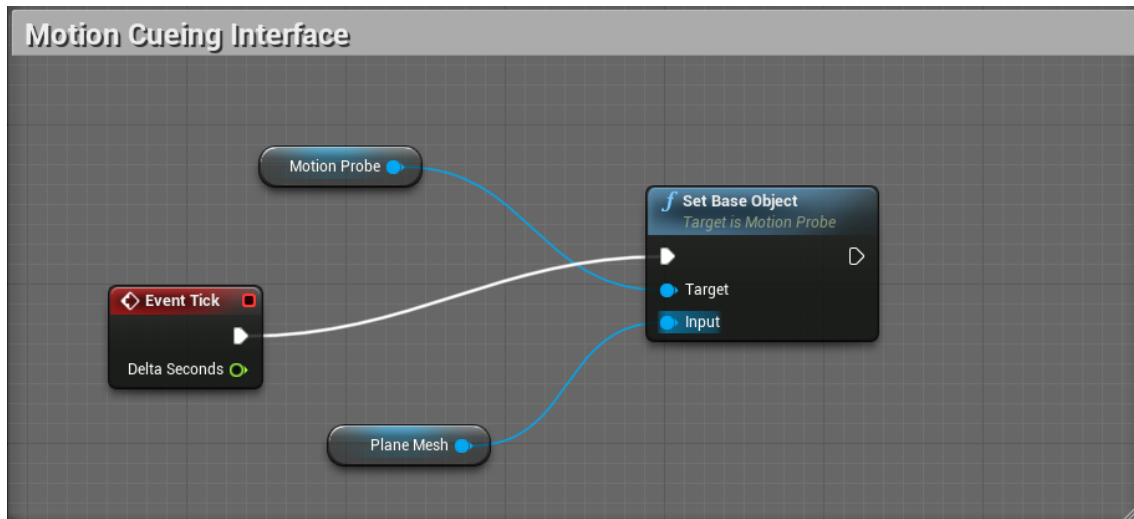 Motion Cueing Interface
Motion Probe
f Set Base Object
Target is Motion Probe
Target
Input
Event Tick
Delta Seconds
Plane Mesh